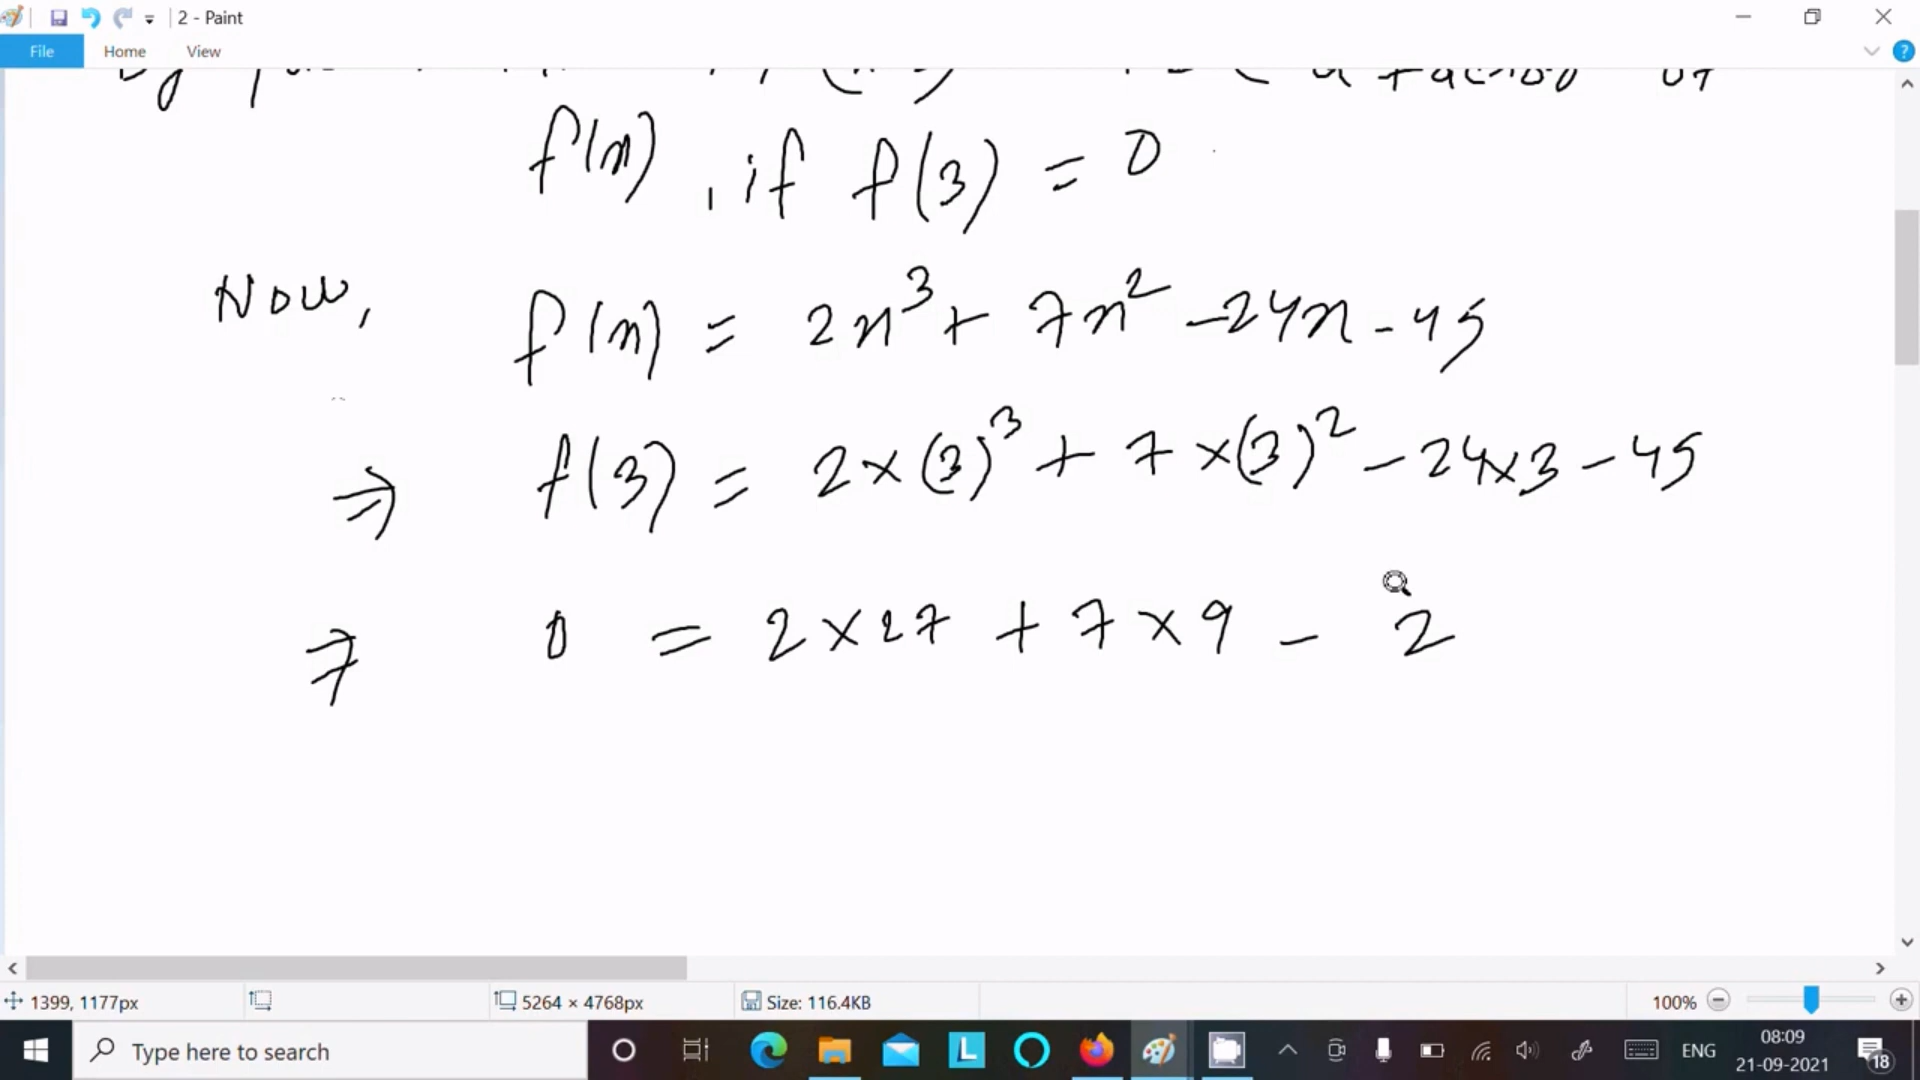 2 - Paint
File Home View
By
f(x), if f(3) = 0
Now, f(x) = 2x³ + 7x² - 24x - 45
⇒ f(3) = 2×(3)³ + 7×(3)² - 24×3 - 45
⇒ 0 = 2×27 + 7×9 - 2
1399, 1177px 5264 × 4768px Size: 116.4KB 100%
Type here to search L ENG 08:09
21-09-2021 18